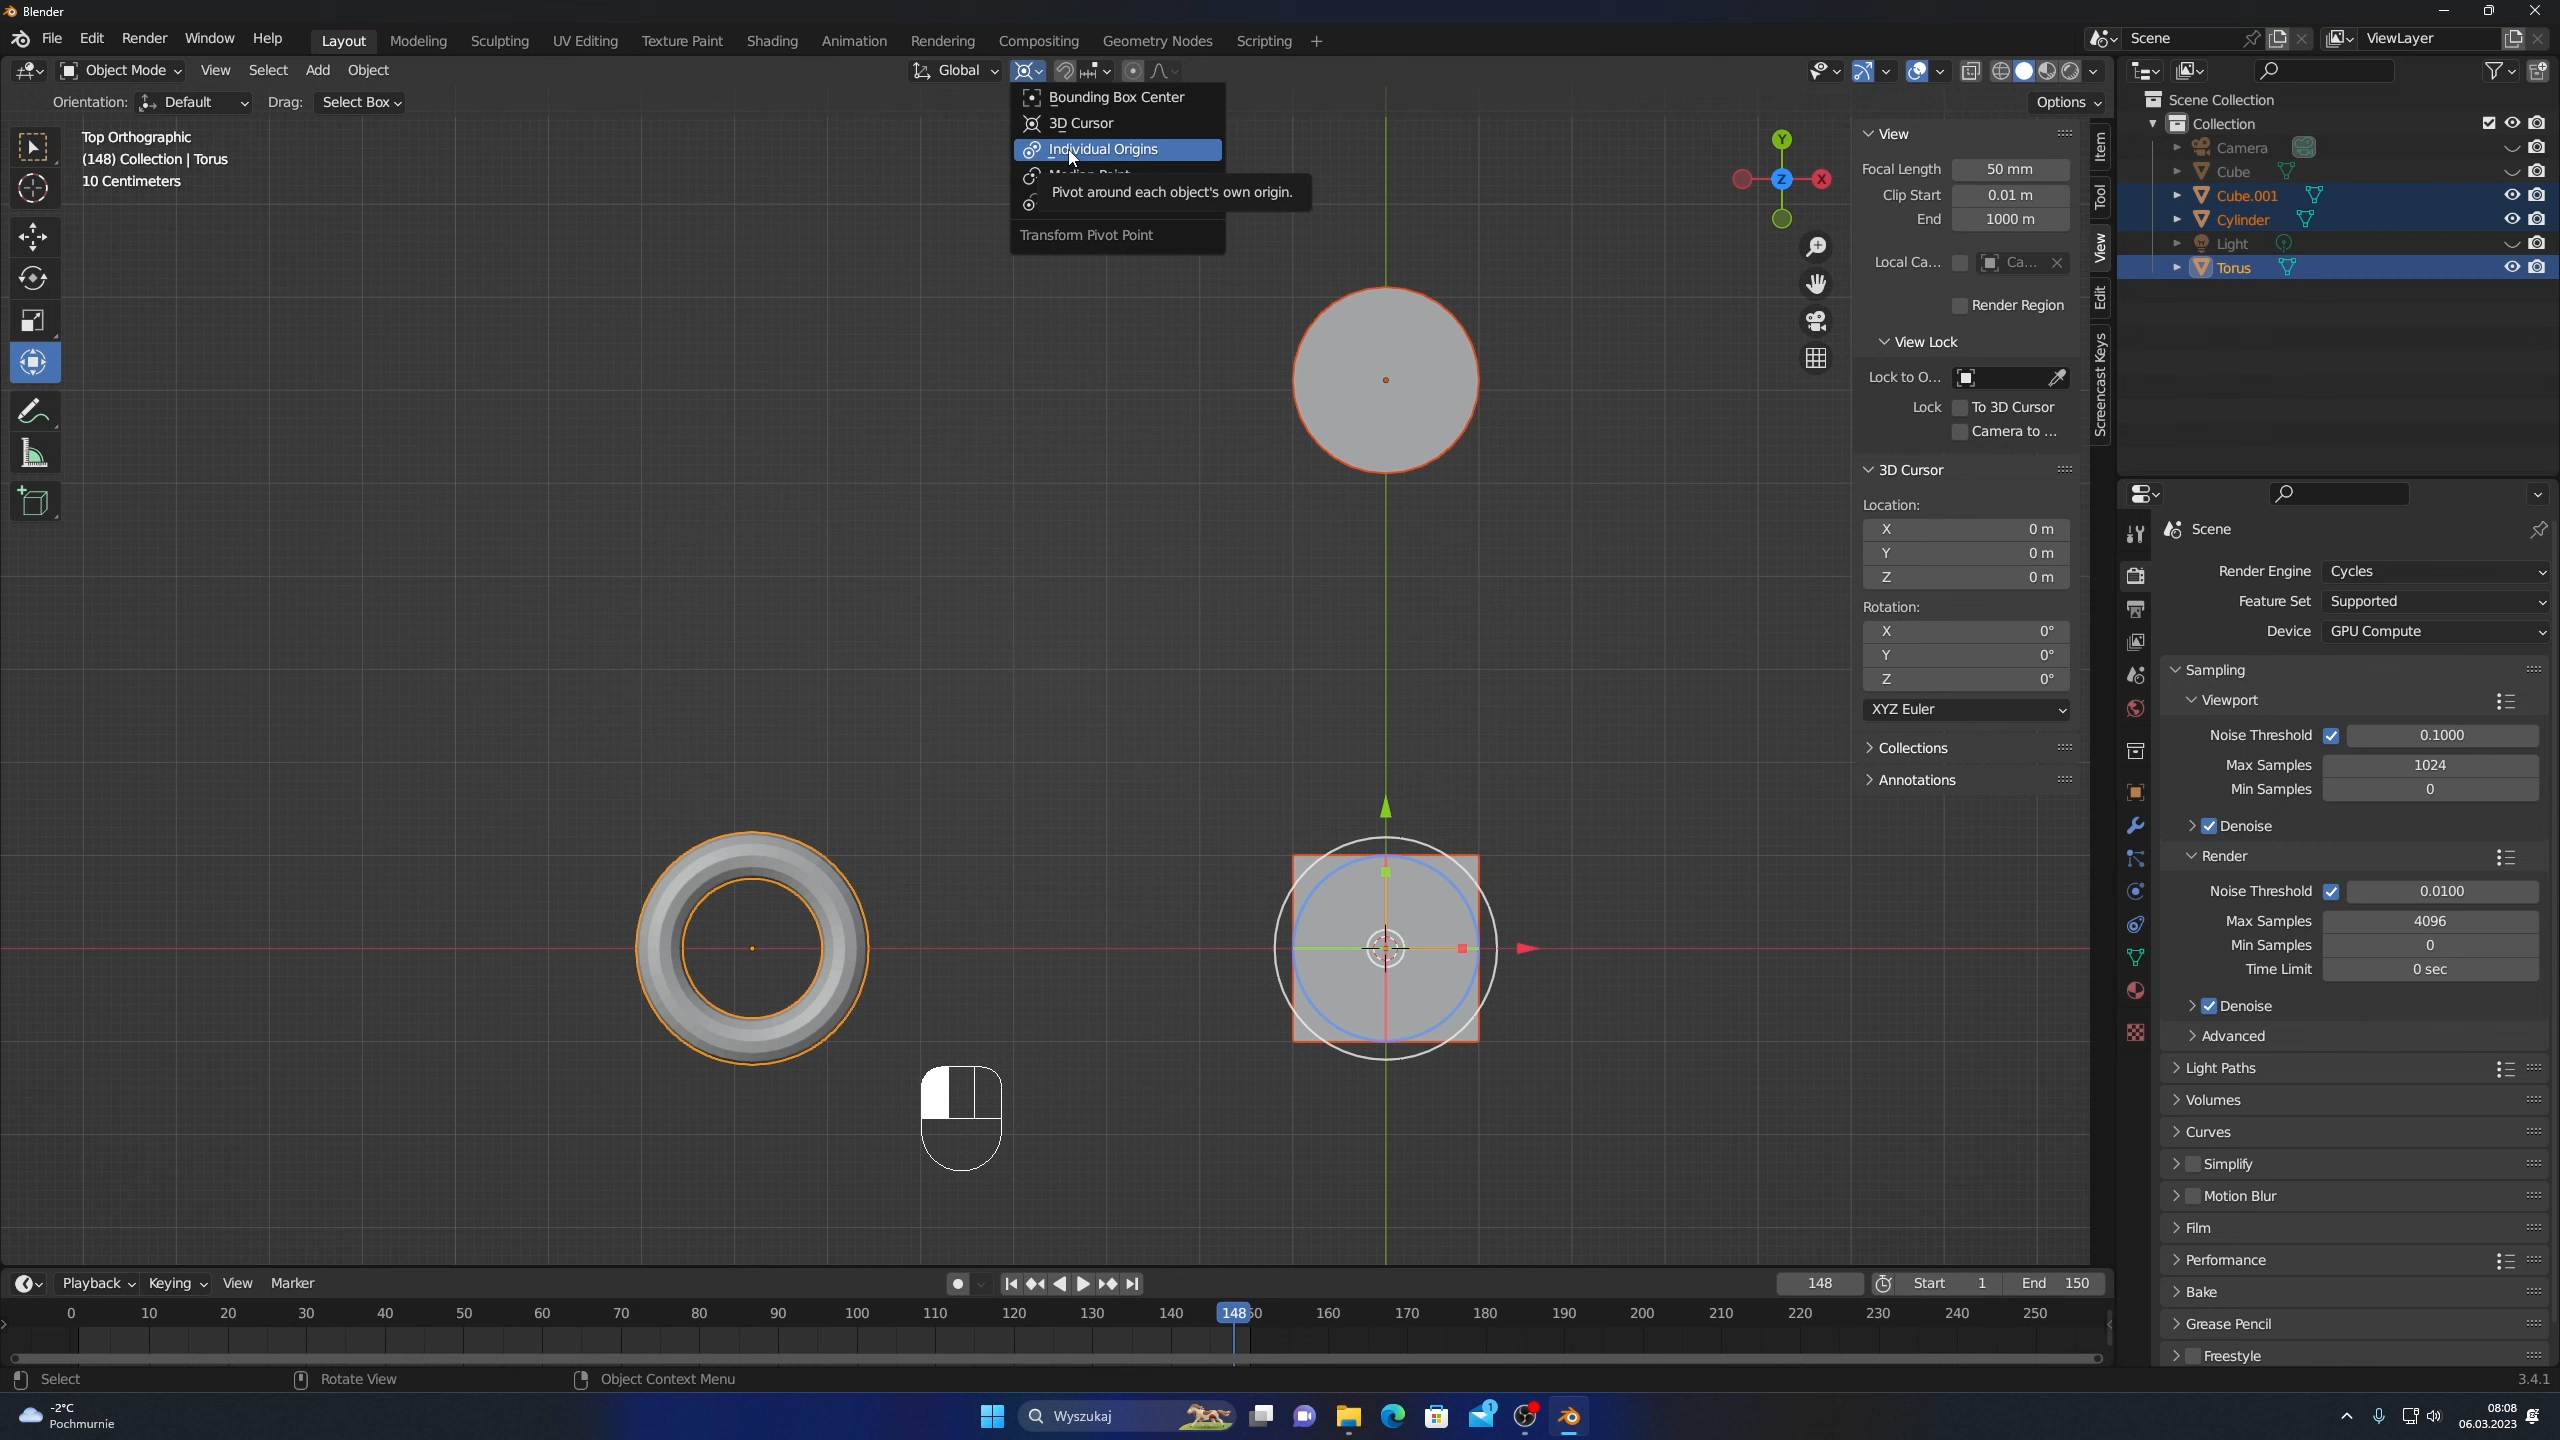 Blender
File Edit Render Window Help
Layout Modeling Sculpting UV Editing Texture Paint Shading Animation Rendering Compositing Geometry Nodes Scripting +
Scene ViewLayer
Object Mode View Select Add Object
Global
Orientation: Default Drag: Select Box
Options
Top Orthographic
(148) Collection | Torus
10 Centimeters
Bounding Box Center
3D Cursor
Individual Origins
Pivot around each object's own origin.
Transform Pivot Point
Y
X
Z
View
Focal Length 50 mm
Clip Start 0.01 m
End 1000 m
Local Ca... Ca...
Render Region
View Lock
Lock to O...
Lock To 3D Cursor
Camera to ...
3D Cursor
Location:
X 0 m
Y 0 m
Z 0 m
Rotation:
X 0°
Y 0°
Z 0°
XYZ Euler
Collections
Annotations
Item
Tool
View
Edit
Screencast Keys
Scene Collection
Collection
Camera
Cube
Cube.001
Cylinder
Light
Torus
Scene
Render Engine Cycles
Feature Set Supported
Device GPU Compute
Sampling
Viewport
Noise Threshold 0.1000
Max Samples 1024
Min Samples 0
Denoise
Render
Noise Threshold 0.0100
Max Samples 4096
Min Samples 0
Time Limit 0 sec
Denoise
Advanced
Light Paths
Volumes
Curves
Simplify
Motion Blur
Film
Performance
Bake
Grease Pencil
Freestyle
Playback Keying View Marker
148 Start 1 End 150
0 10 20 30 40 50 60 70 80 90 100 110 120 130 140 148 160 170 180 190 200 210 220 230 240 250
Select Rotate View Object Context Menu
3.4.1
-2°C
Pochmurnie
Wyszukaj
1
08:08
06.03.2023